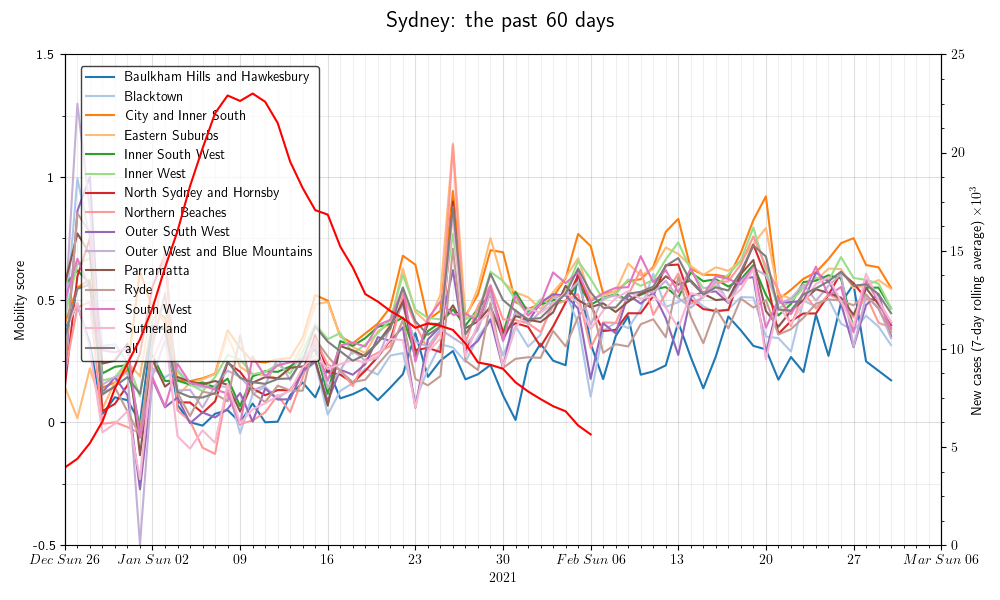 Sydney: the past 60 days
1.5
1
0.5
0
-0.5
Mobility score
Baulkham Hills and Hawkesbury
Blacktown
City and Inner South
Eastern Suburbs
Inner South West
Inner West
North Sydney and Hornsby
Northern Beaches
Outer South West
Outer West and Blue Mountains
Parramatta
Ryde
South West
Sutherland
all
25
20
15
10
5
0
New cases (7-day rolling average) ×10³
Dec Sun 26 Jan Sun 02 09 16 23 30 Feb Sun 06 13 20 27 Mar Sun 06
2021